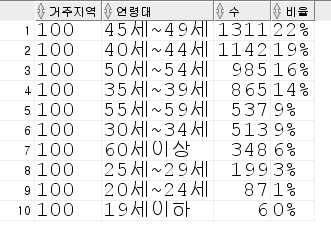 거주지역 연령대 수 비율
1 100 45세~49세 1311 22%
2 100 40세~44세 1142 19%
3 100 50세~54세 985 16%
4 100 35세~39세 865 14%
5 100 55세~59세 537 9%
6 100 30세~34세 513 9%
7 100 60세이상 348 6%
8 100 25세~29세 199 3%
9 100 20세~24세 87 1%
10 100 19세이하 6 0%